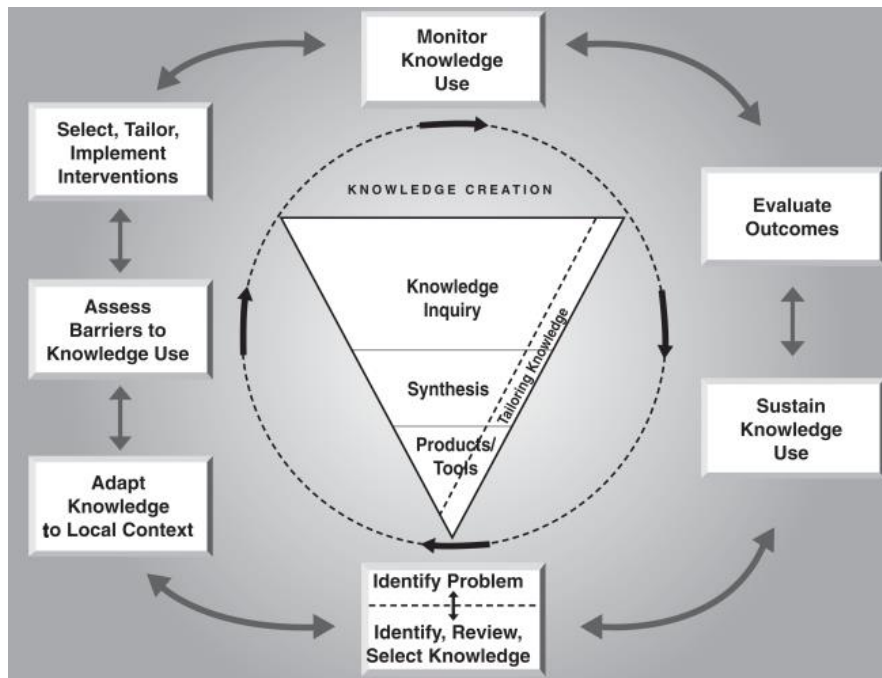 Monitor
Knowledge
Use
Select, Tailor,
Implement
Interventions
KNOWLEDGE CREATION
Evaluate
Outcomes
Knowledge
Inquiry
Assess
Barriers to
Knowledge Use
Tailoring Knowledge
Synthesis
Sustain
Knowledge
Use
Products/
Tools
Adapt
Knowledge
to Local Context
Identify Problem
Identify, Review,
Select Knowledge